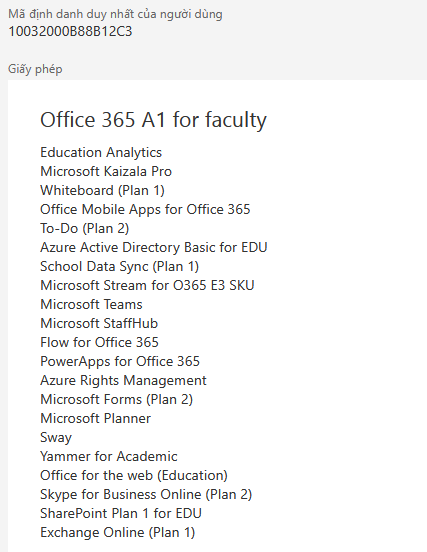 Mã định danh duy nhất của người dùng
10032000B88B12C3
Giấy phép
Office 365 A1 for faculty
Education Analytics
Microsoft Kaizala Pro
Whiteboard (Plan 1)
Office Mobile Apps for Office 365
To-Do (Plan 2)
Azure Active Directory Basic for EDU
School Data Sync (Plan 1)
Microsoft Stream for O365 E3 SKU
Microsoft Teams
Microsoft StaffHub
Flow for Office 365
PowerApps for Office 365
Azure Rights Management
Microsoft Forms (Plan 2)
Microsoft Planner
Sway
Yammer for Academic
Office for the web (Education)
Skype for Business Online (Plan 2)
SharePoint Plan 1 for EDU
Exchange Online (Plan 1)